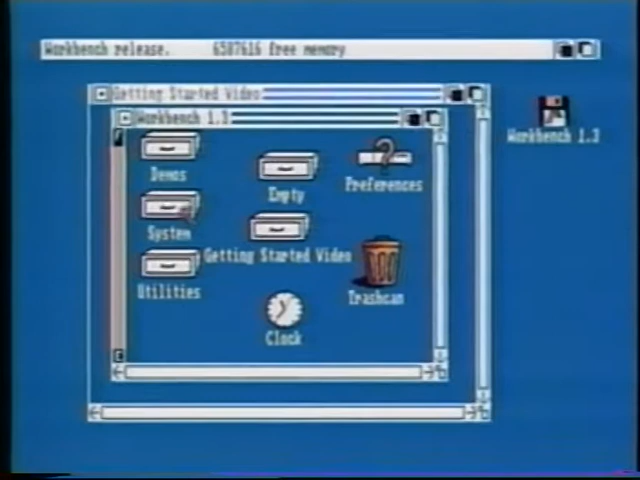 Workbench release. 6587616 free memory
Getting Started Video
Workbench 1.3
Workbench 1.3
Demos
Empty
Preferences
System
Getting Started Video
Utilities
Trashcan
Clock